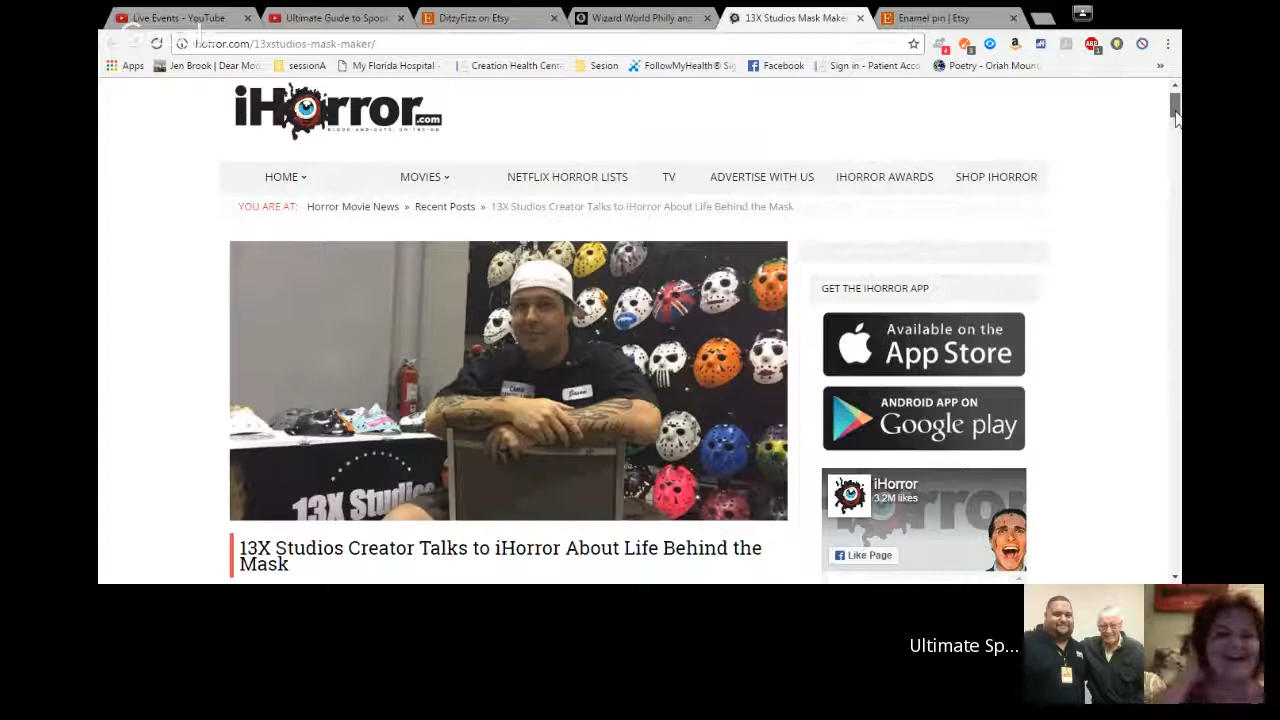 Live Events - YouTube
Ultimate Guide to Spook
DitzyFizz on Etsy
Wizard World Philly and
13X Studios Mask Make
Enamel pin | Etsy
ihorror.com/13xstudios-mask-maker/
Apps
Jen Brook | Dear Mo
sessionA
My Florida Hospital -
Creation Health Cent
Sesion
FollowMyHealth® Sig
Facebook
Sign in - Patient Acco
Poetry - Oriah Moun
»
iHorror.com
HOME
MOVIES
NETFLIX HORROR LISTS
TV
ADVERTISE WITH US
IHORROR AWARDS
SHOP IHORROR
YOU ARE AT: Horror Movie News » Recent Posts » 13X Studios Creator Talks to iHorror About Life Behind the Mask
GET THE IHORROR APP
Available on the
App Store
ANDROID APP ON
Google play
Jason
13X Studios
iHorror
3.2M likes
Like Page
13X Studios Creator Talks to iHorror About Life Behind the
Mask
Ultimate Sp...